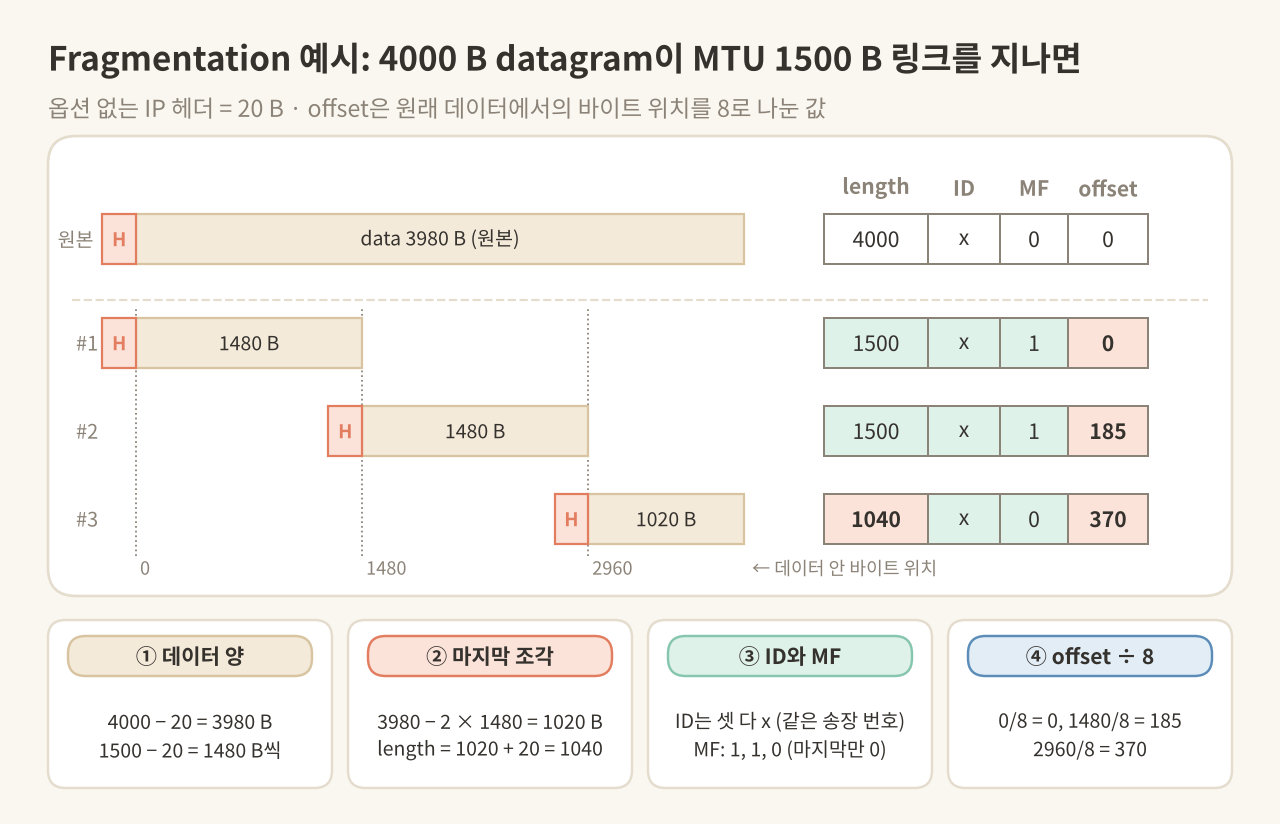 Fragmentation 예시: 4000 B datagram이 MTU 1500 B 링크를 지나면
옵션 없는 IP 헤더 = 20 B · offset은 원래 데이터에서의 바이트 위치를 8로 나눈 값
length ID MF offset
원본 H data 3980 B (원본) 4000 x 0 0
#1 H 1480 B 1500 x 1 0
#2 H 1480 B 1500 x 1 185
#3 H 1020 B 1040 x 0 370
0 1480 2960 ← 데이터 안 바이트 위치
① 데이터 양
4000 − 20 = 3980 B
1500 − 20 = 1480 B씩
② 마지막 조각
3980 − 2 × 1480 = 1020 B
length = 1020 + 20 = 1040
③ ID와 MF
ID는 셋 다 x (같은 송장 번호)
MF: 1, 1, 0 (마지막만 0)
④ offset ÷ 8
0/8 = 0, 1480/8 = 185
2960/8 = 370